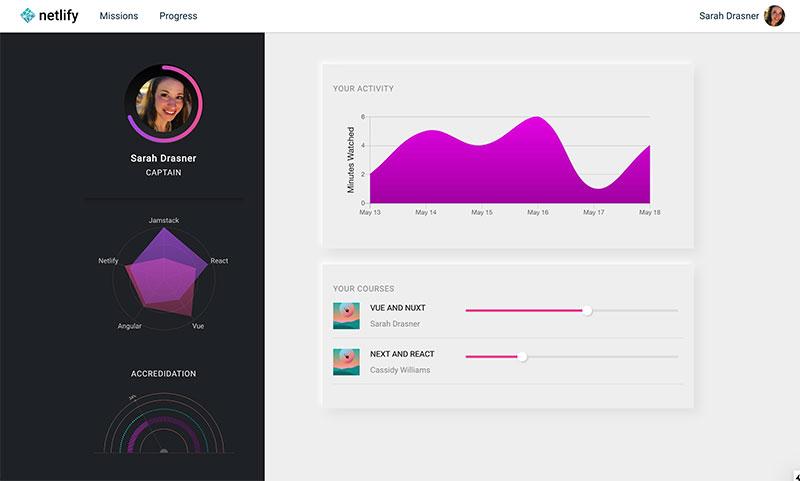 netlify Missions Progress Sarah Drasner
Sarah Drasner
CAPTAIN
Jamstack
Netlify React
Angular Vue
ACCREDIDATION
YOUR ACTIVITY
Minutes Watched
6
4
2
0
May 13 May 14 May 15 May 16 May 17 May 18
YOUR COURSES
VUE AND NUXT
Sarah Drasner
NEXT AND REACT
Cassidy Williams